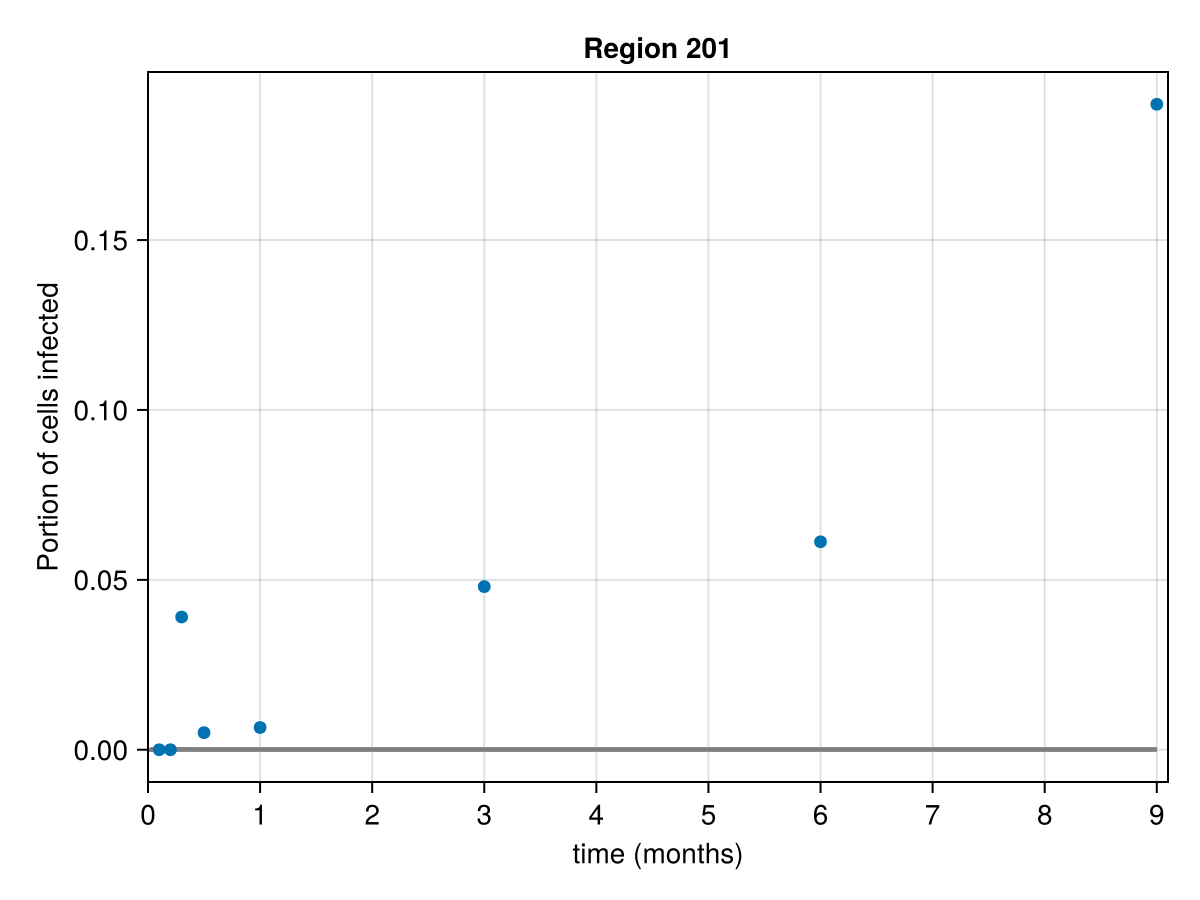 Region 201
Portion of cells infected
0.15
0.10
0.05
0.00
0 1 2 3 4 5 6 7 8 9
time (months)